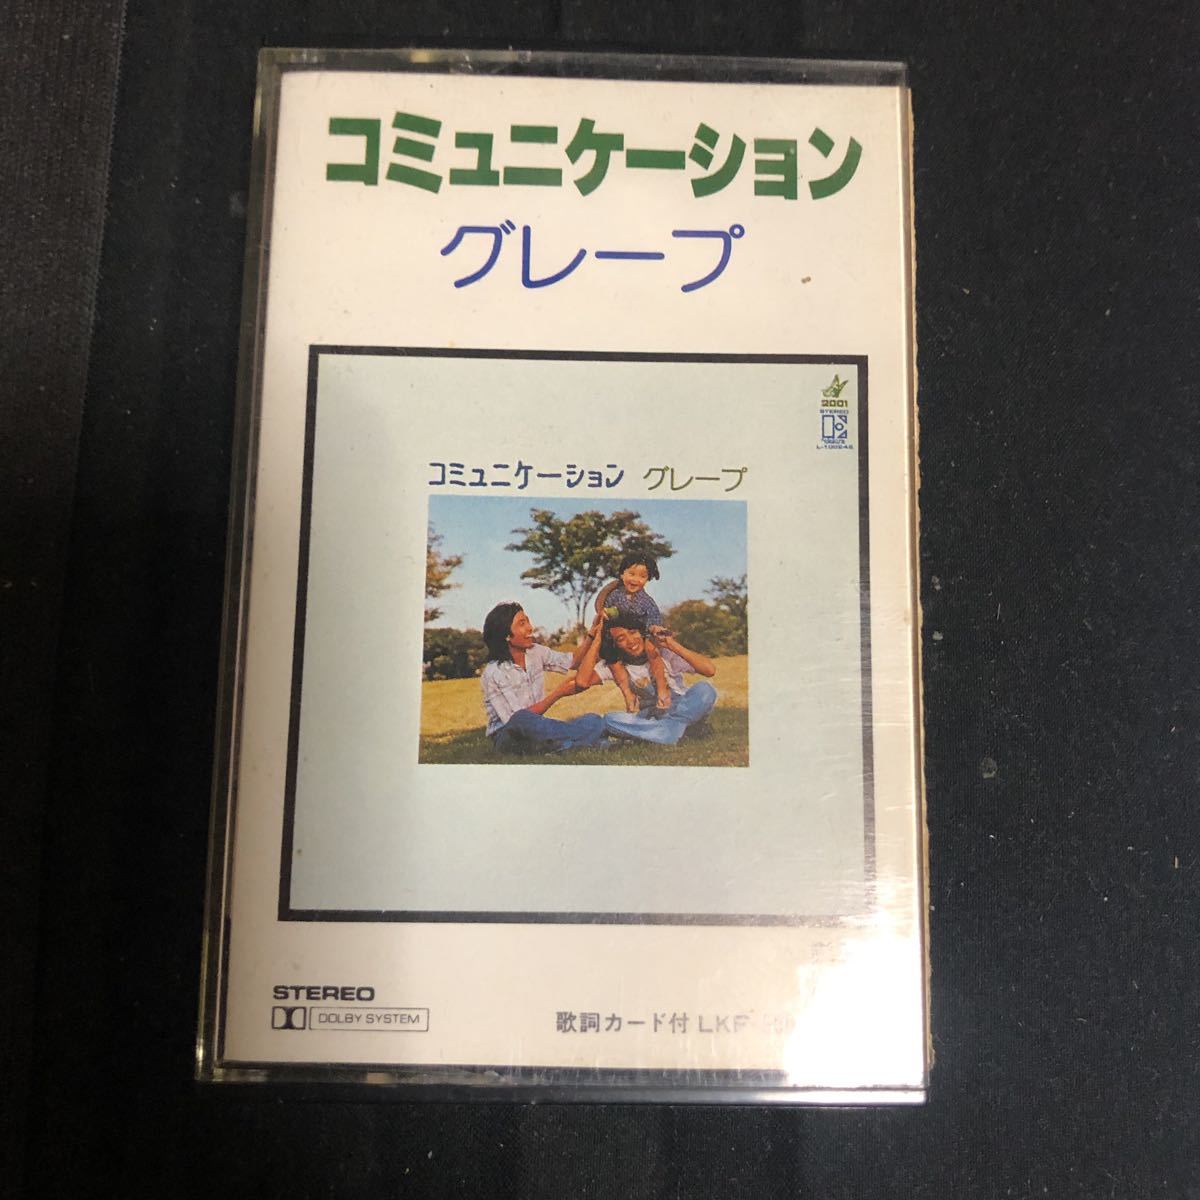 コミュニケーション
グレープ
2001
STEREO
コミュニケーション グレープ
STEREO
DOLBY SYSTEM
歌詞カード付 LKF